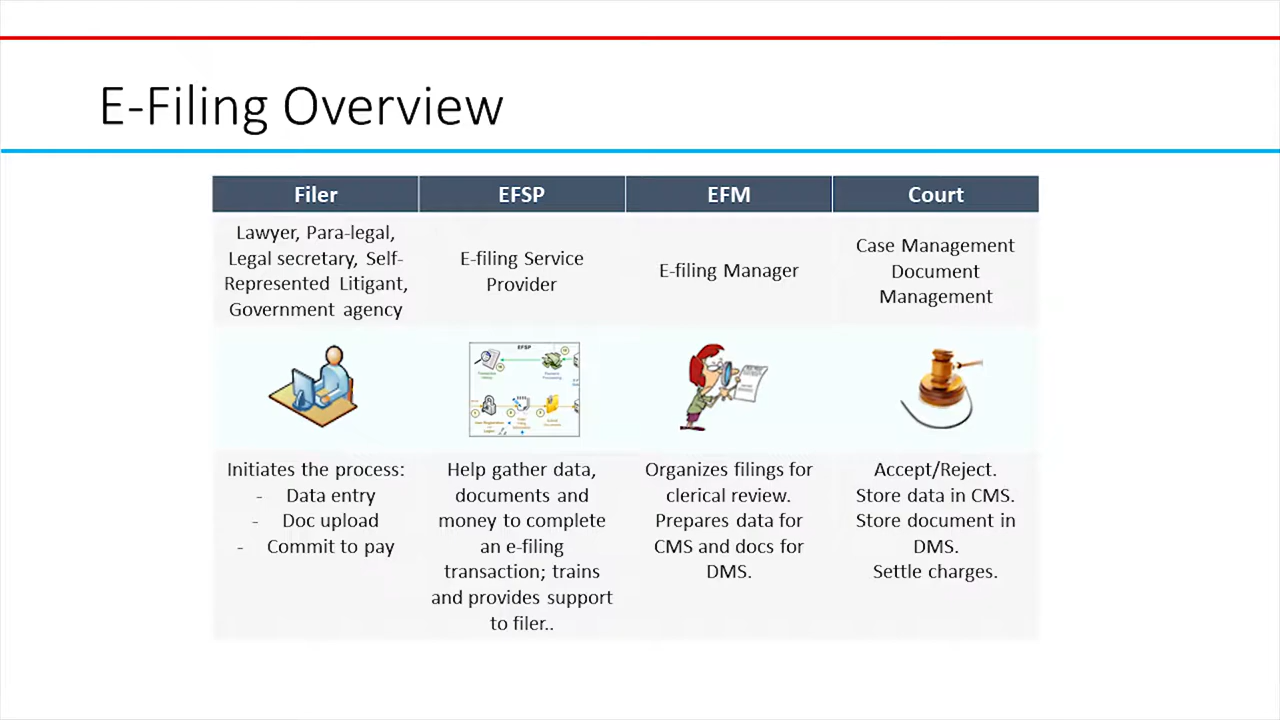 E-Filing Overview
Filer
EFSP
EFM
Court
Lawyer, Para-legal,
Legal secretary, Self-
Represented Litigant,
Government agency
E-filing Service
Provider
E-filing Manager
Case Management
Document
Management
EFSP
Initiates the process:
- Data entry
- Doc upload
- Commit to pay
Help gather data,
documents and
money to complete
an e-filing
transaction; trains
and provides support
to filer..
Organizes filings for
clerical review.
Prepares data for
CMS and docs for
DMS.
Accept/Reject.
Store data in CMS.
Store document in
DMS.
Settle charges.